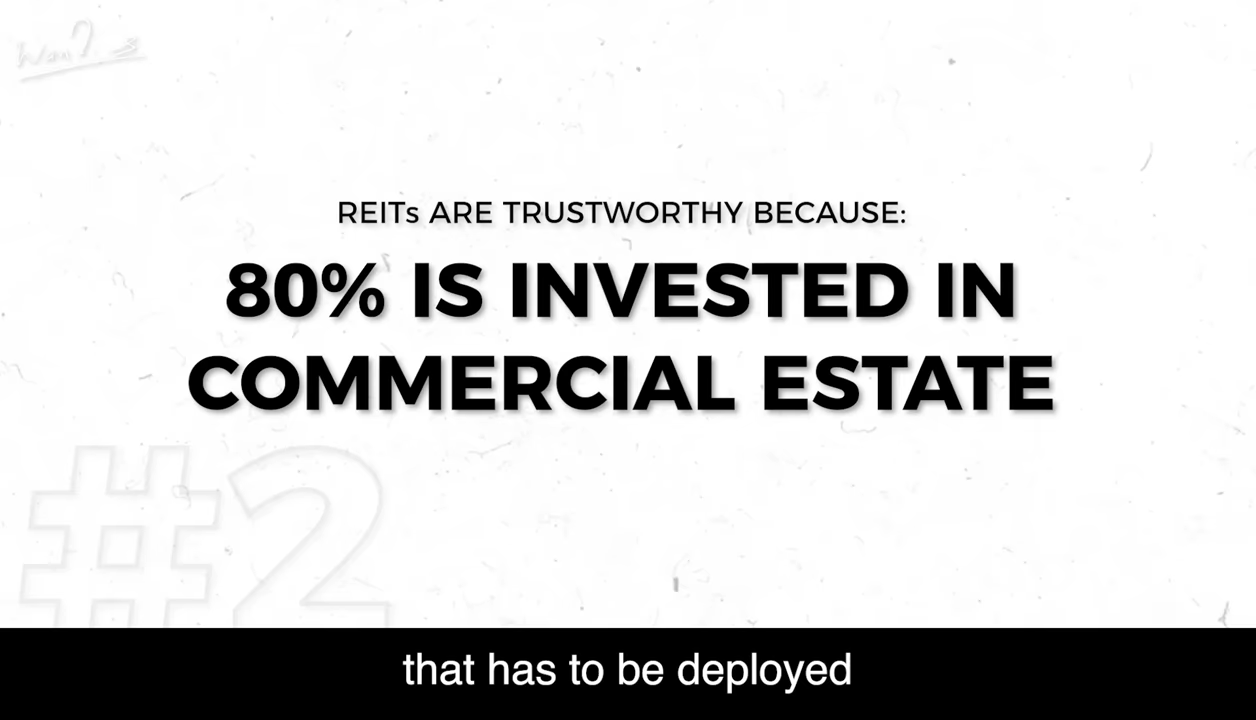 REITs ARE TRUSTWORTHY BECAUSE:
80% IS INVESTED IN
COMMERCIAL ESTATE
#2
that has to be deployed